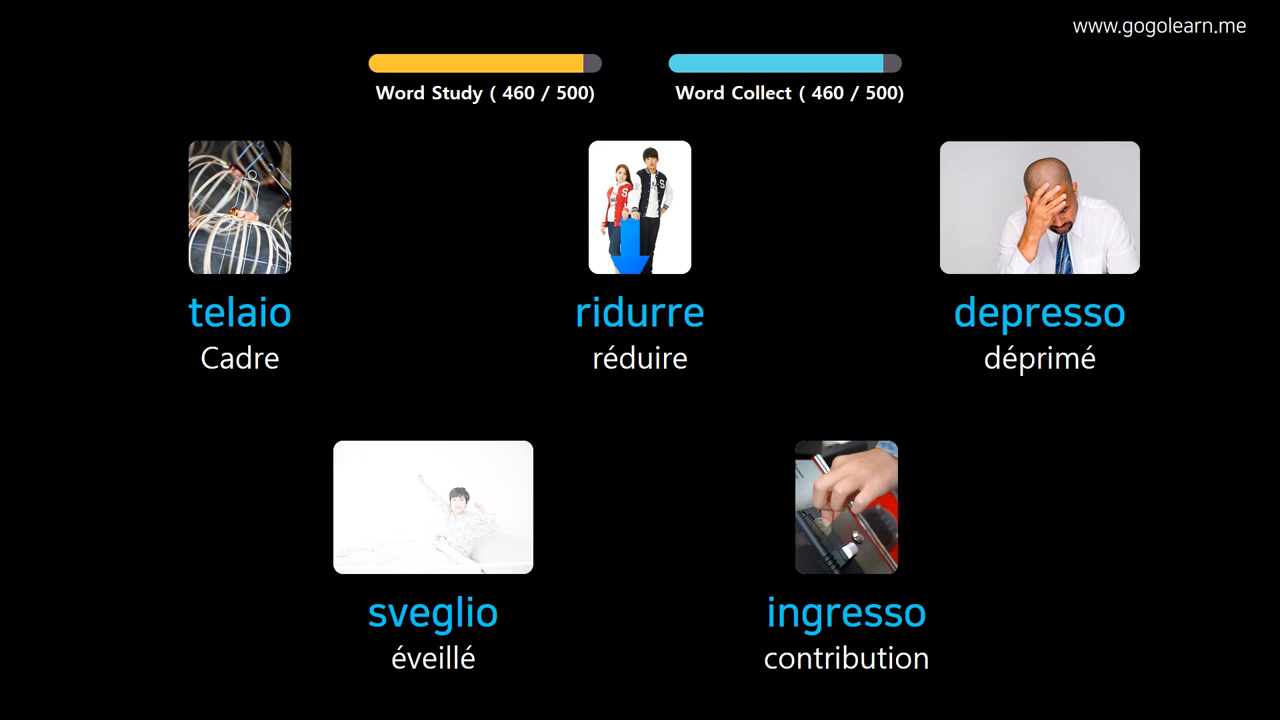 www.gogolearn.me
Word Study ( 460 / 500)
Word Collect ( 460 / 500)
telaio
Cadre
ridurre
réduire
depresso
déprimé
sveglio
éveillé
ingresso
contribution